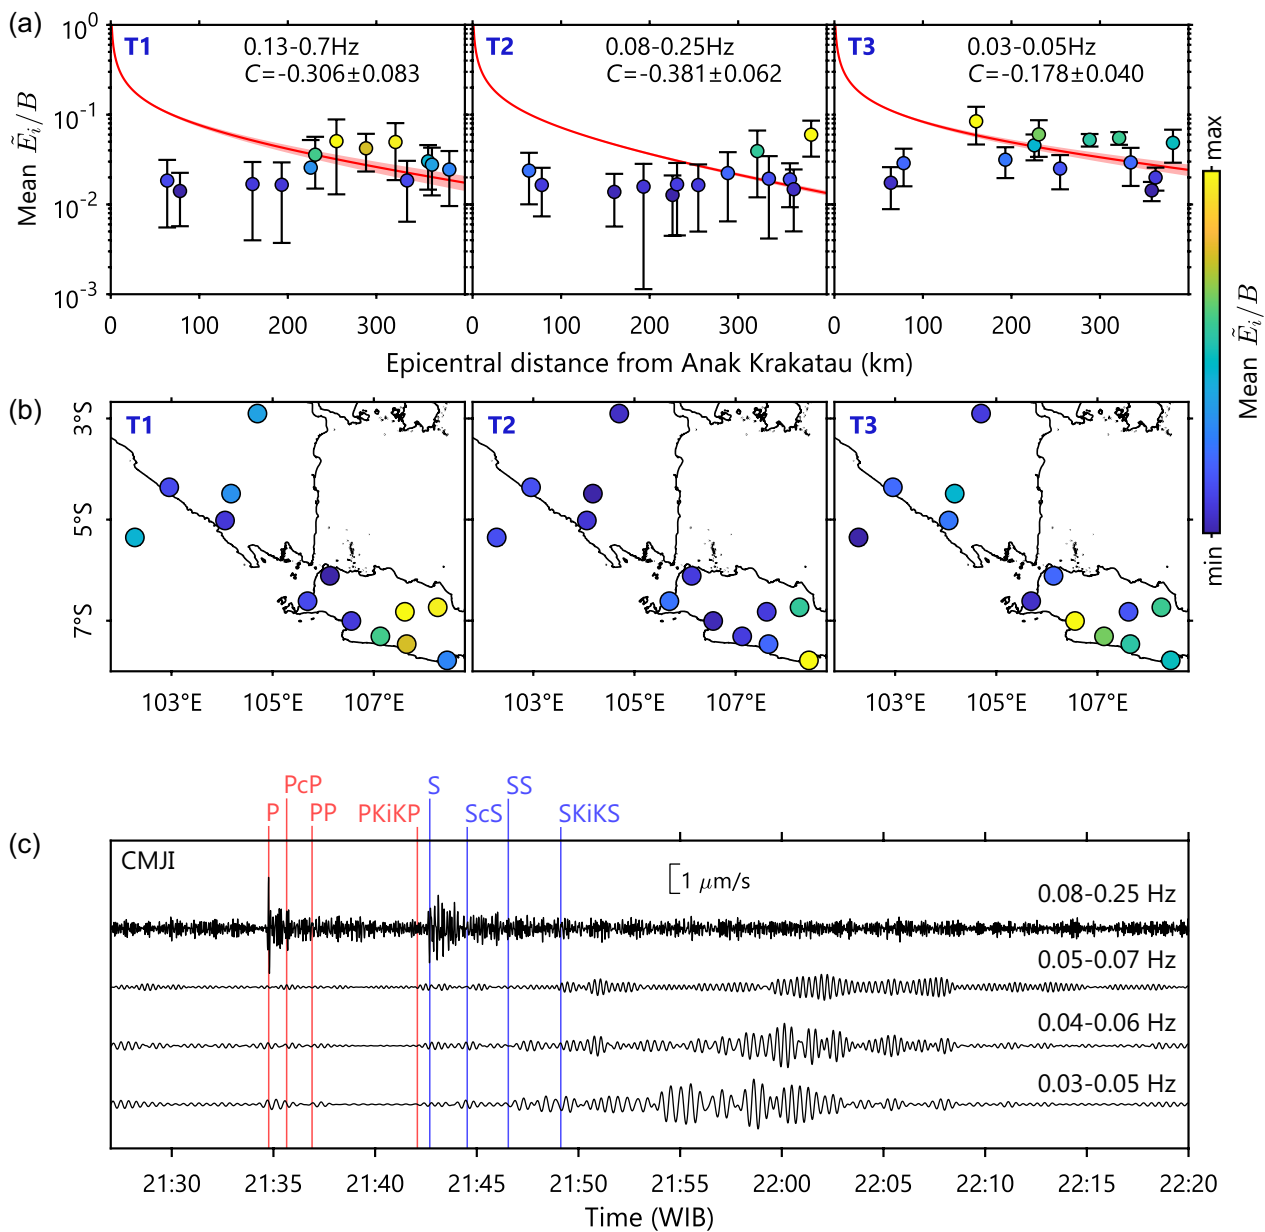 (a)
10⁰
10⁻¹
10⁻²
10⁻³
Mean Ẽᵢ/B
T1
0.13-0.7Hz
C=-0.306±0.083
T2
0.08-0.25Hz
C=-0.381±0.062
T3
0.03-0.05Hz
C=-0.178±0.040
0 100 200 300 0 100 200 300 0 100 200 300
Epicentral distance from Anak Krakatau (km)
max
Mean Ẽᵢ/B
min
(b)
T1 T2 T3
3°S
5°S
7°S
103°E 105°E 107°E 103°E 105°E 107°E 103°E 105°E 107°E
PcP S SS
P PP PKiKP ScS SKiKS
(c)
CMJI
1 μm/s
0.08-0.25 Hz
0.05-0.07 Hz
0.04-0.06 Hz
0.03-0.05 Hz
21:30 21:35 21:40 21:45 21:50 21:55 22:00 22:05 22:10 22:15 22:20
Time (WIB)